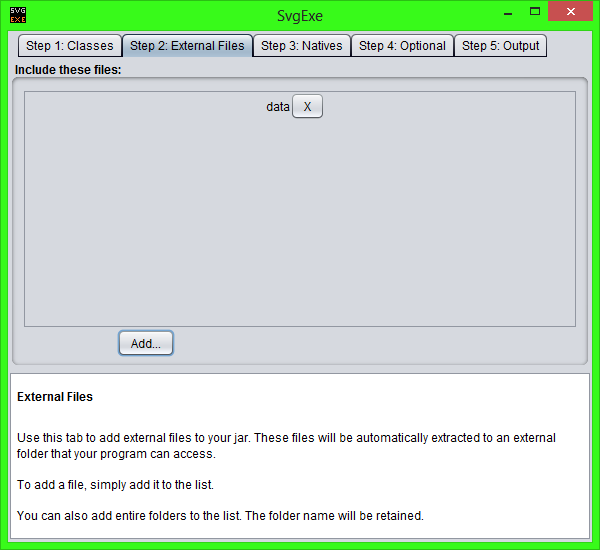 SVG
EXE
SvgExe
Step 1: Classes Step 2: External Files Step 3: Natives Step 4: Optional Step 5: Output
Include these files:
data X
Add...
External Files
Use this tab to add external files to your jar. These files will be automatically extracted to an external
folder that your program can access.
To add a file, simply add it to the list.
You can also add entire folders to the list. The folder name will be retained.